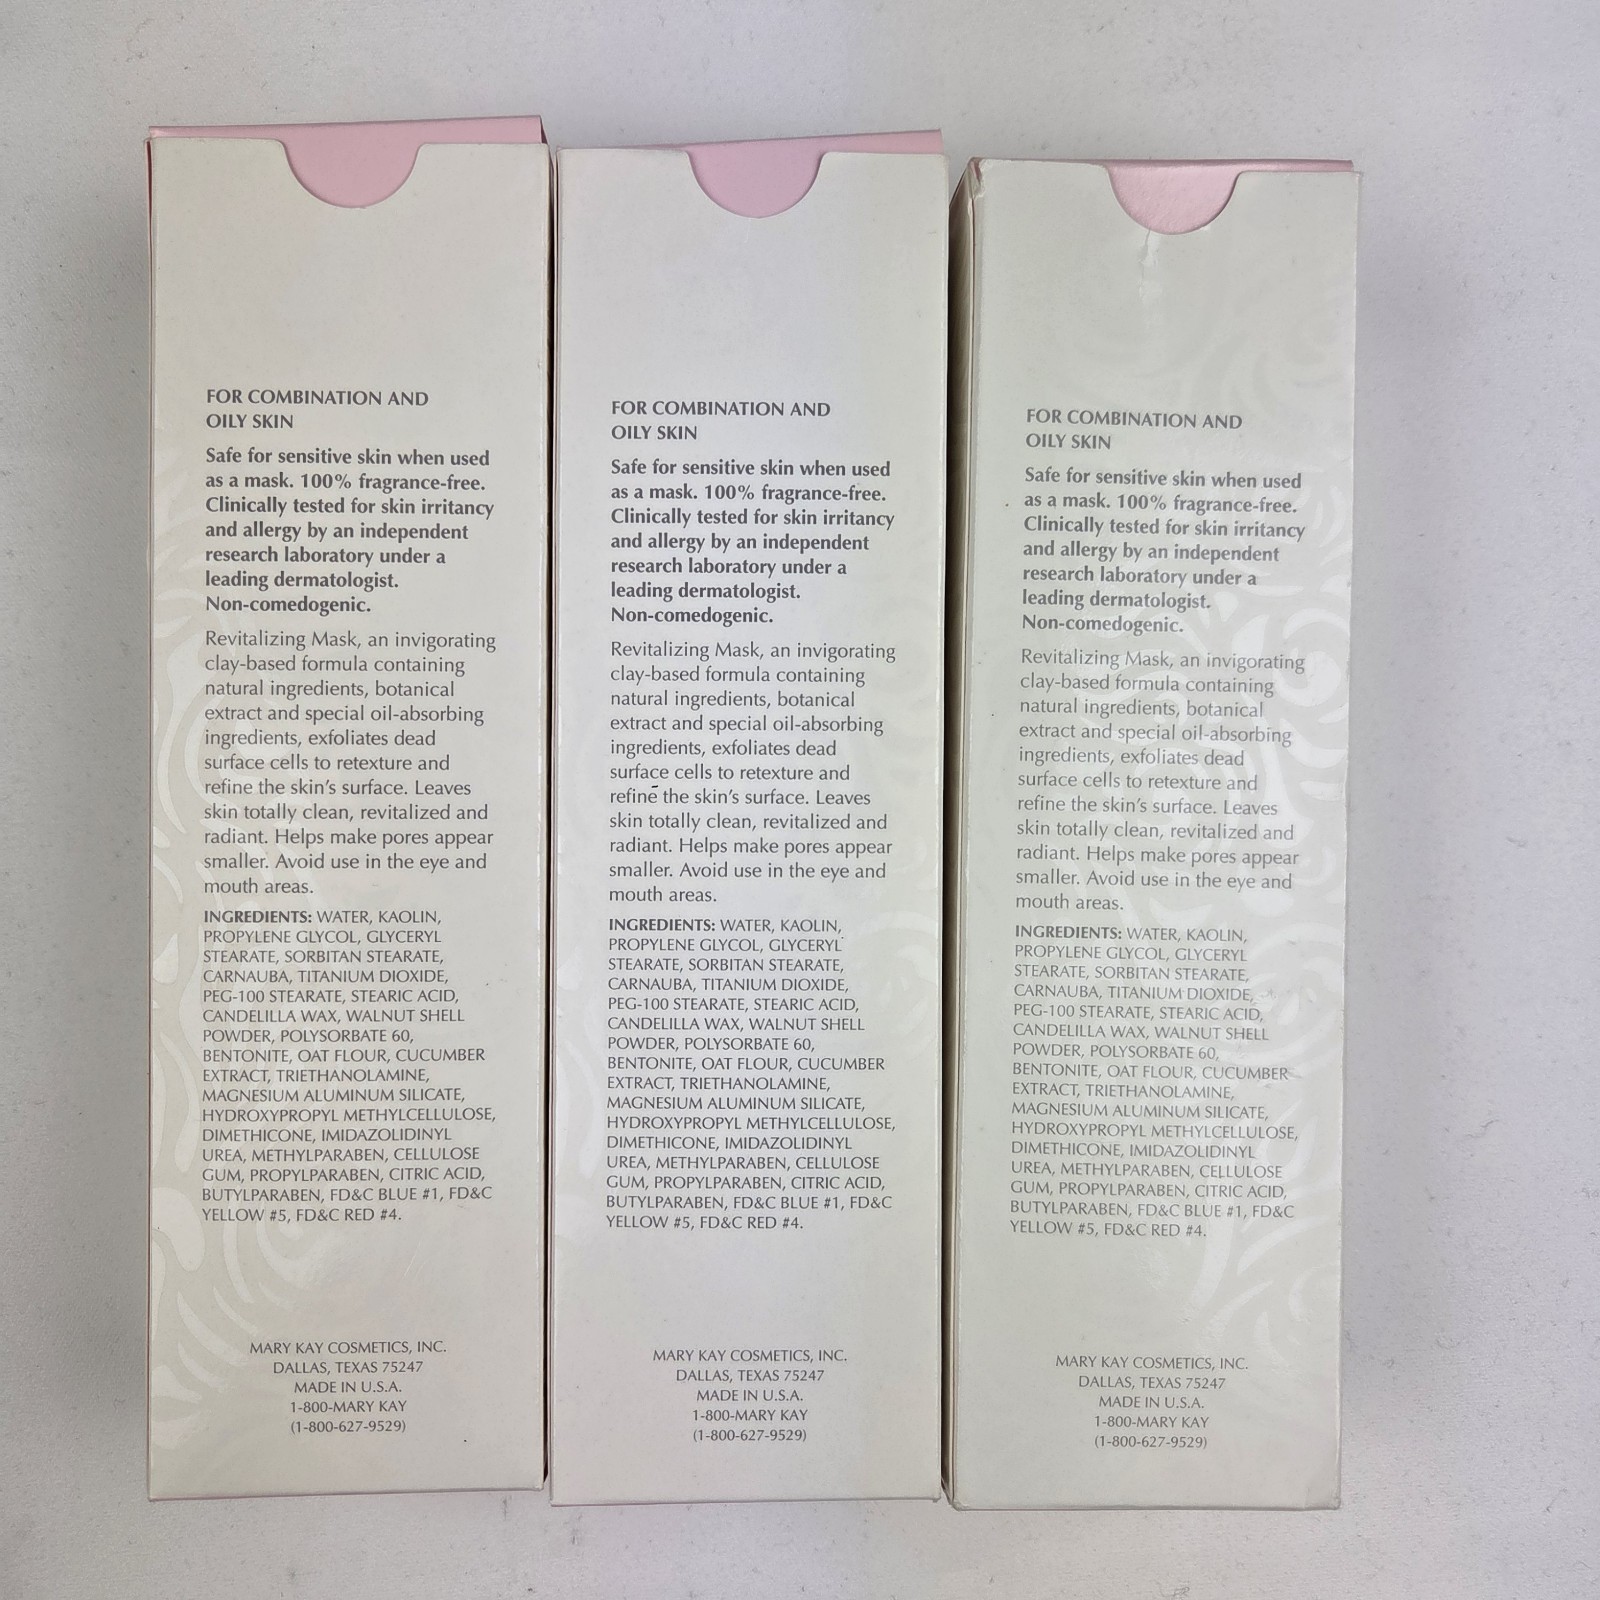 FOR COMBINATION AND
OILY SKIN
Safe for sensitive skin when used
as a mask. 100% fragrance-free.
Clinically tested for skin irritancy
and allergy by an independent
research laboratory under a
leading dermatologist.
Non-comedogenic.
Revitalizing Mask, an invigorating
clay-based formula containing
natural ingredients, botanical
extract and special oil-absorbing
ingredients, exfoliates dead
surface cells to retexture and
refine the skin's surface. Leaves
skin totally clean, revitalized and
radiant. Helps make pores appear
smaller. Avoid use in the eye and
mouth areas.
INGREDIENTS: WATER, KAOLIN,
PROPYLENE GLYCOL, GLYCERYL
STEARATE, SORBITAN STEARATE,
CARNAUBA, TITANIUM DIOXIDE,
PEG-100 STEARATE, STEARIC ACID,
CANDELILLA WAX, WALNUT SHELL
POWDER, POLYSORBATE 60,
BENTONITE, OAT FLOUR, CUCUMBER
EXTRACT, TRIETHANOLAMINE,
MAGNESIUM ALUMINUM SILICATE,
HYDROXYPROPYL METHYLCELLULOSE,
DIMETHICONE, IMIDAZOLIDINYL
UREA, METHYLPARABEN, CELLULOSE
GUM, PROPYLPARABEN, CITRIC ACID,
BUTYLPARABEN, FD&C BLUE #1, FD&C
YELLOW #5, FD&C RED #4.
MARY KAY COSMETICS, INC.
DALLAS, TEXAS 75247
MADE IN U.S.A.
1-800-MARY KAY
(1-800-627-9529)
FOR COMBINATION AND
OILY SKIN
Safe for sensitive skin when used
as a mask. 100% fragrance-free.
Clinically tested for skin irritancy
and allergy by an independent
research laboratory under a
leading dermatologist.
Non-comedogenic.
Revitalizing Mask, an invigorating
clay-based formula containing
natural ingredients, botanical
extract and special oil-absorbing
ingredients, exfoliates dead
surface cells to retexture and
refine the skin's surface. Leaves
skin totally clean, revitalized and
radiant. Helps make pores appear
smaller. Avoid use in the eye and
mouth areas.
INGREDIENTS: WATER, KAOLIN,
PROPYLENE GLYCOL, GLYCERYL
STEARATE, SORBITAN STEARATE,
CARNAUBA, TITANIUM DIOXIDE,
PEG-100 STEARATE, STEARIC ACID,
CANDELILLA WAX, WALNUT SHELL
POWDER, POLYSORBATE 60,
BENTONITE, OAT FLOUR, CUCUMBER
EXTRACT, TRIETHANOLAMINE,
MAGNESIUM ALUMINUM SILICATE,
HYDROXYPROPYL METHYLCELLULOSE,
DIMETHICONE, IMIDAZOLIDINYL
UREA, METHYLPARABEN, CELLULOSE
GUM, PROPYLPARABEN, CITRIC ACID,
BUTYLPARABEN, FD&C BLUE #1, FD&C
YELLOW #5, FD&C RED #4.
MARY KAY COSMETICS, INC.
DALLAS, TEXAS 75247
MADE IN U.S.A.
1-800-MARY KAY
(1-800-627-9529)
FOR COMBINATION AND
OILY SKIN
Safe for sensitive skin when used
as a mask. 100% fragrance-free.
Clinically tested for skin irritancy
and allergy by an independent
research laboratory under a
leading dermatologist.
Non-comedogenic.
Revitalizing Mask, an invigorating
clay-based formula containing
natural ingredients, botanical
extract and special oil-absorbing
ingredients, exfoliates dead
surface cells to retexture and
refine the skin's surface. Leaves
skin totally clean, revitalized and
radiant. Helps make pores appear
smaller. Avoid use in the eye and
mouth areas.
INGREDIENTS: WATER, KAOLIN,
PROPYLENE GLYCOL, GLYCERYL
STEARATE, SORBITAN STEARATE,
CARNAUBA, TITANIUM DIOXIDE,
PEG-100 STEARATE, STEARIC ACID,
CANDELILLA WAX, WALNUT SHELL
POWDER, POLYSORBATE 60,
BENTONITE, OAT FLOUR, CUCUMBER
EXTRACT, TRIETHANOLAMINE,
MAGNESIUM ALUMINUM SILICATE,
HYDROXYPROPYL METHYLCELLULOSE,
DIMETHICONE, IMIDAZOLIDINYL
UREA, METHYLPARABEN, CELLULOSE
GUM, PROPYLPARABEN, CITRIC ACID,
BUTYLPARABEN, FD&C BLUE #1, FD&C
YELLOW #5, FD&C RED #4.
MARY KAY COSMETICS, INC.
DALLAS, TEXAS 75247
MADE IN U.S.A.
1-800-MARY KAY
(1-800-627-9529)